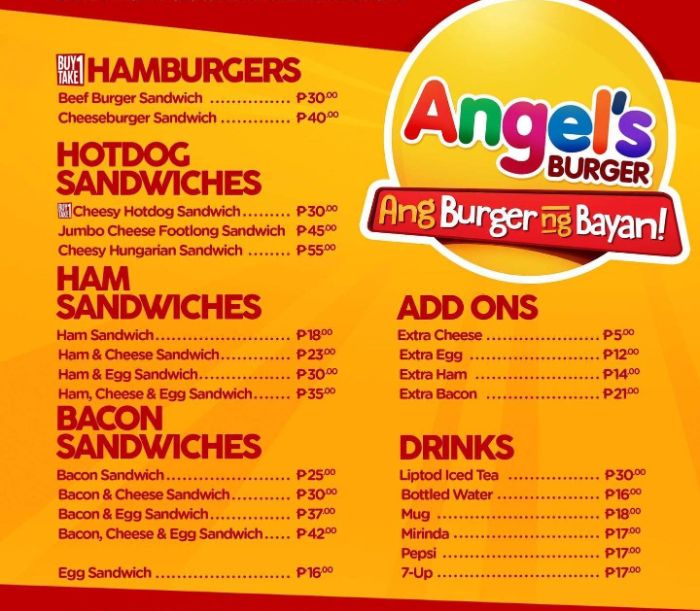 BUY 1 TAKE 1 HAMBURGERS
Beef Burger Sandwich ............... ₱30.00
Cheeseburger Sandwich ............. ₱40.00
HOTDOG
SANDWICHES
BUY 1 TAKE 1 Cheesy Hotdog Sandwich ......... ₱30.00
Jumbo Cheese Footlong Sandwich ₱45.00
Cheesy Hungarian Sandwich ........ ₱55.00
HAM
SANDWICHES
Ham Sandwich .......................... ₱18.00
Ham & Cheese Sandwich .............. ₱23.00
Ham & Egg Sandwich .................. ₱30.00
Ham, Cheese & Egg Sandwich ....... ₱35.00
BACON
SANDWICHES
Bacon Sandwich ........................ ₱25.00
Bacon & Cheese Sandwich ............ ₱30.00
Bacon & Egg Sandwich ................ ₱37.00
Bacon, Cheese & Egg Sandwich ..... ₱42.00
Egg Sandwich .......................... ₱16.00
Angel's
BURGER
Ang Burger ng Bayan!
ADD ONS
Extra Cheese ....................... ₱5.00
Extra Egg .......................... ₱12.00
Extra Ham .......................... ₱14.00
Extra Bacon ........................ ₱21.00
DRINKS
Liptod Iced Tea ................... ₱30.00
Bottled Water ..................... ₱16.00
Mug ................................ ₱18.00
Mirinda ............................ ₱17.00
Pepsi .............................. ₱17.00
7-Up ............................... ₱17.00